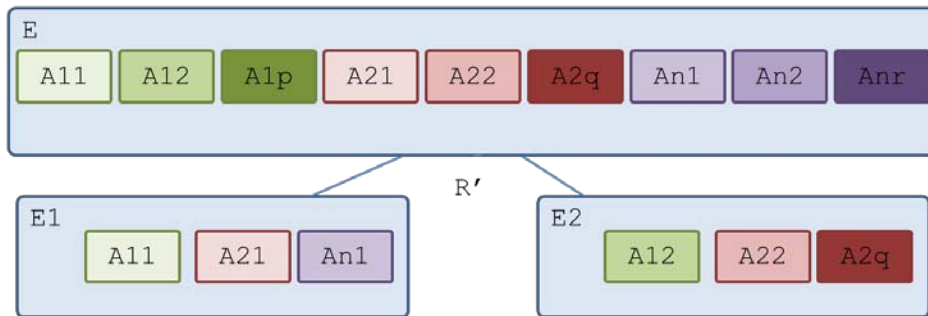 E
A11 A12 A1p A21 A22 A2q An1 An2 Anr
R’
E1
A11 A21 An1
E2
A12 A22 A2q